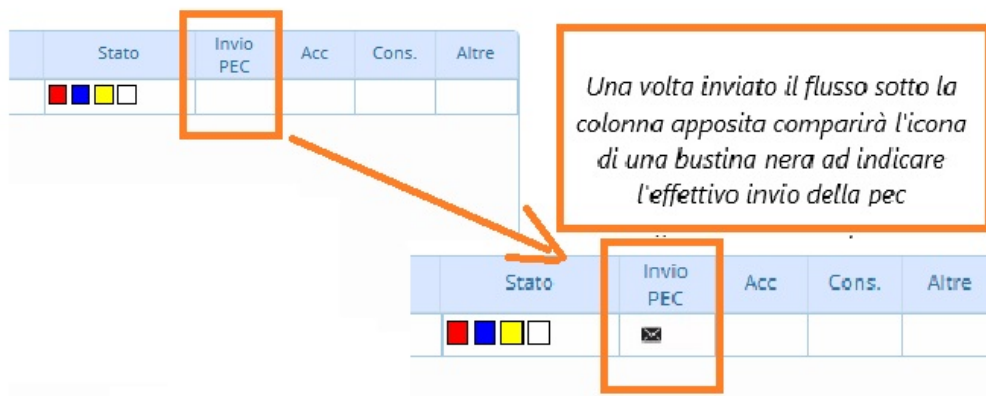 Stato Invio PEC Acc Cons. Altre
Una volta inviato il flusso sotto la
colonna apposita comparirà l'icona
di una bustina nera ad indicare
l'effettivo invio della pec
Stato Invio PEC Acc Cons. Altre